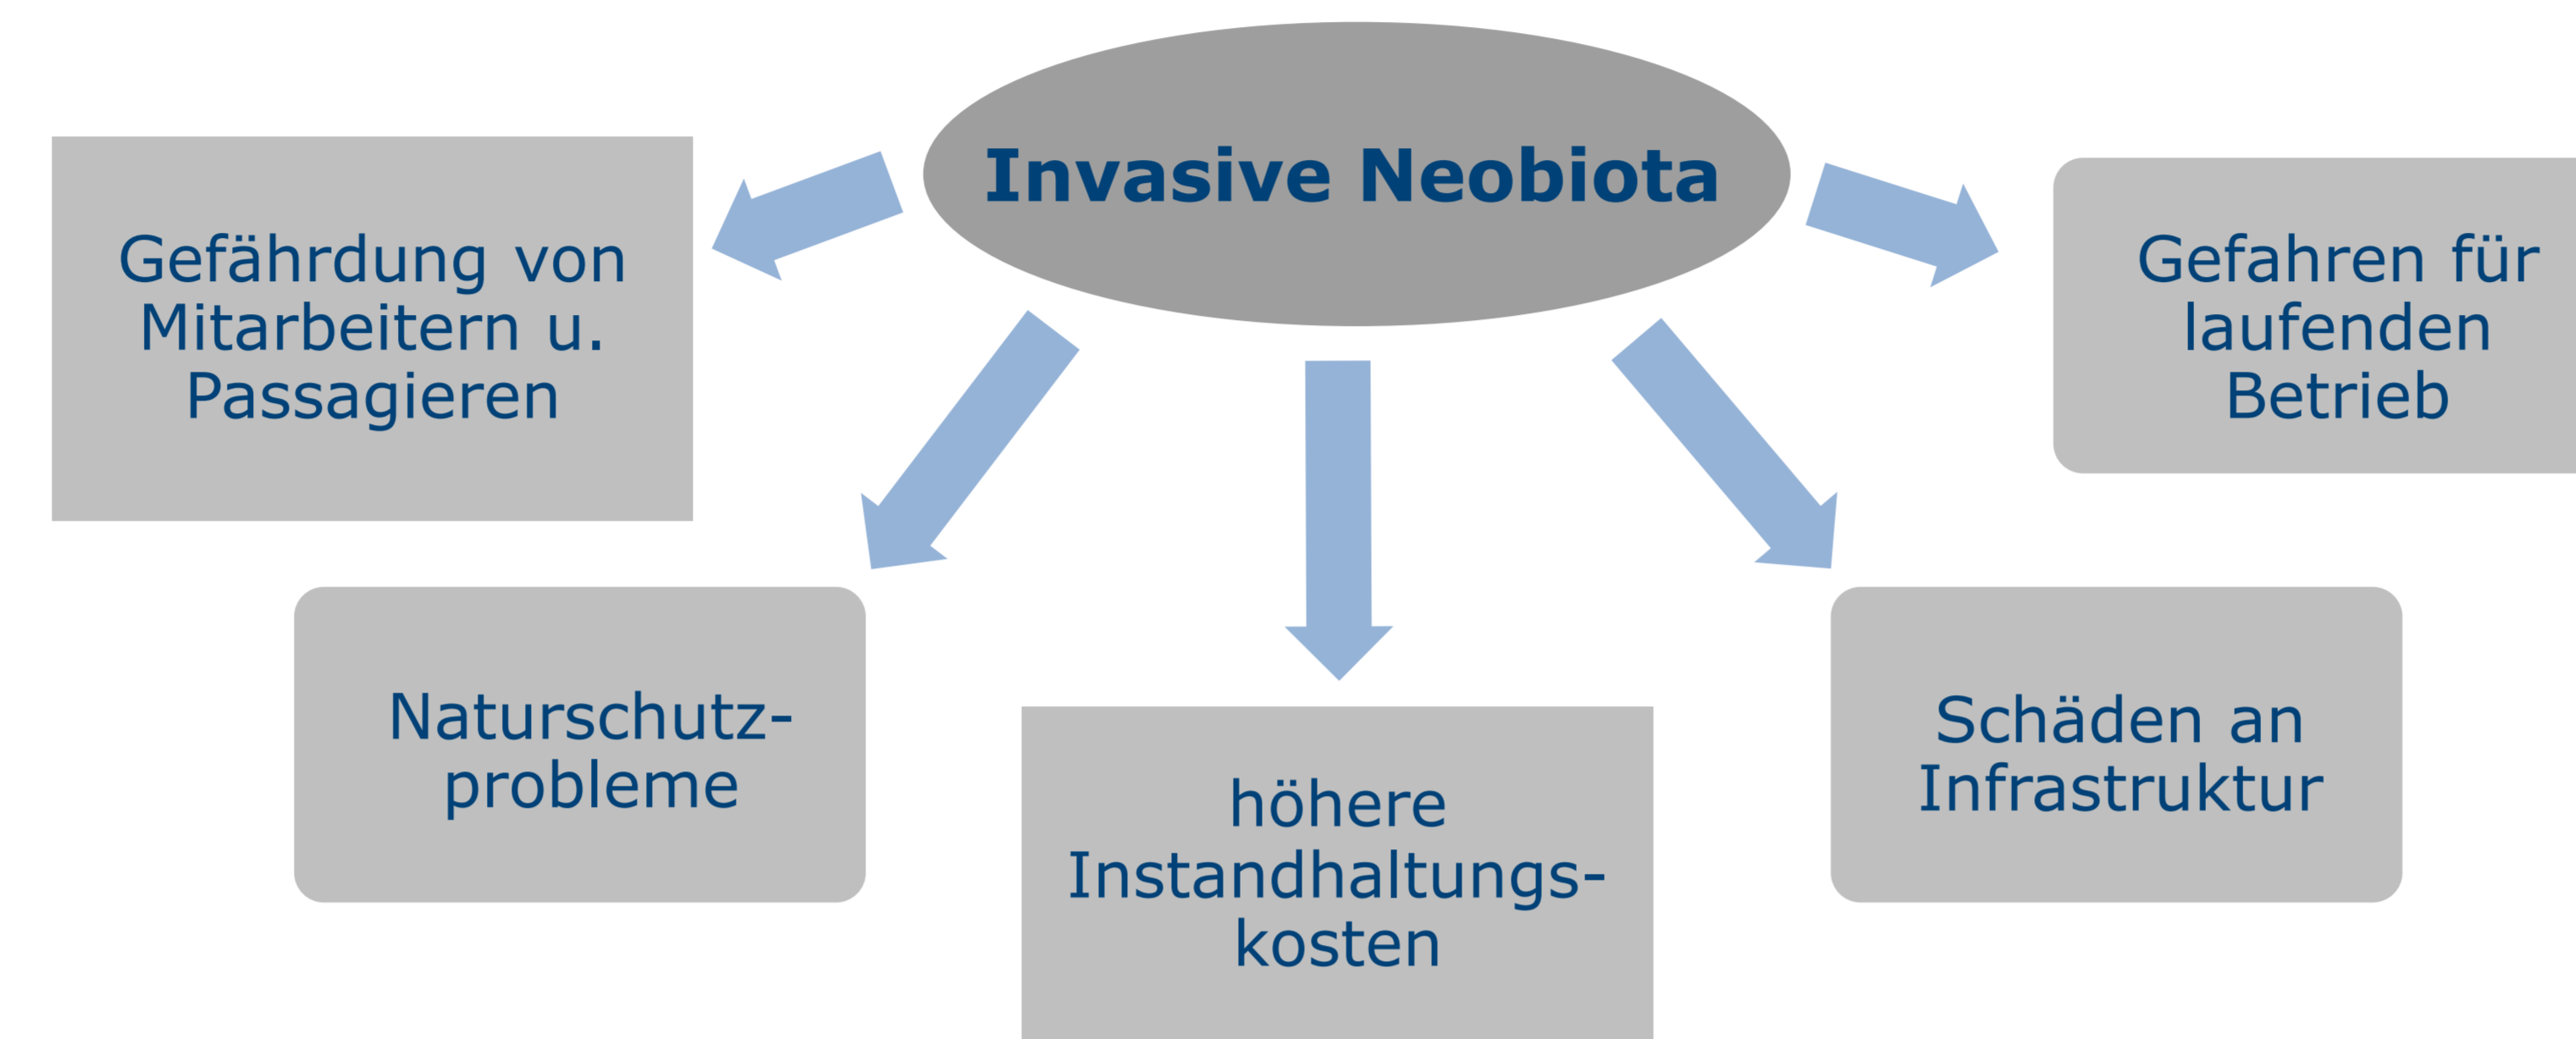 Invasive Neobiota
Gefährdung von
Mitarbeitern u.
Passagieren
Gefahren für
laufenden
Betrieb
Naturschutz-
probleme
höhere
Instandhaltungs-
kosten
Schäden an
Infrastruktur